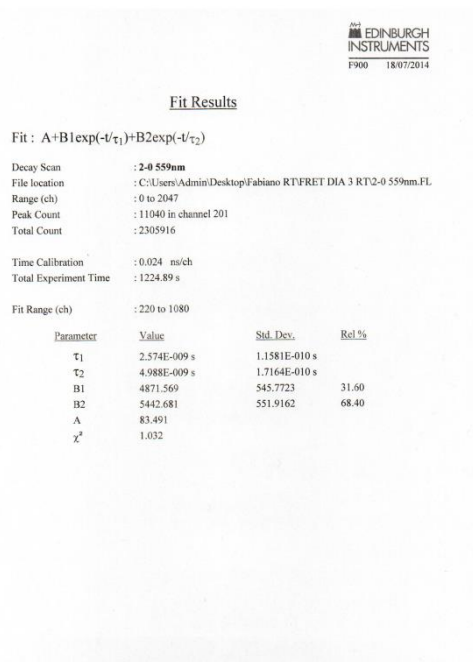 EDINBURGH
INSTRUMENTS
F900 18/07/2014
Fit Results
Fit : A+B1exp(-t/τ1)+B2exp(-t/τ2)
Decay Scan : 2-0 559nm
File location : C:\Users\Admin\Desktop\Fabiano RT\FRET DIA 3 RT\2-0 559nm.FL
Range (ch) : 0 to 2047
Peak Count : 11040 in channel 201
Total Count : 2305916
Time Calibration : 0.024 ns/ch
Total Experiment Time : 1224.89 s
Fit Range (ch) : 220 to 1080
Parameter Value Std. Dev. Rel %
τ1 2.574E-009 s 1.1581E-010 s
τ2 4.988E-009 s 1.7164E-010 s
B1 4871.569 545.7723 31.60
B2 5442.681 551.9162 68.40
A 83.491
χ² 1.032